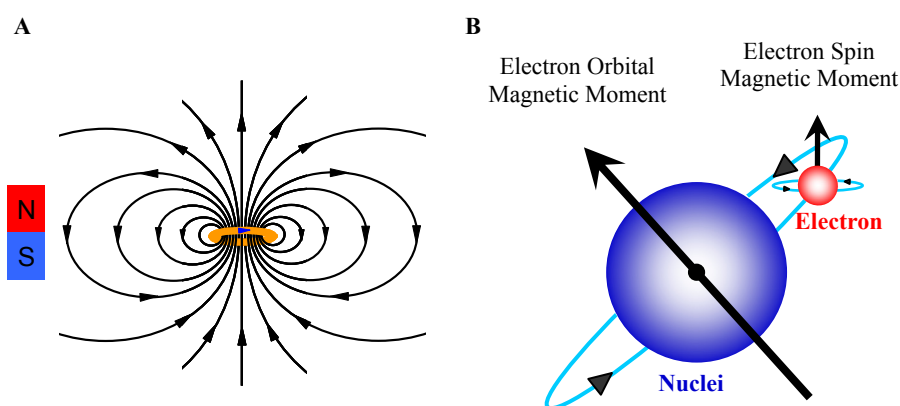 A
N
S
B
Electron Orbital
Magnetic Moment
Electron Spin
Magnetic Moment
Electron
Nuclei